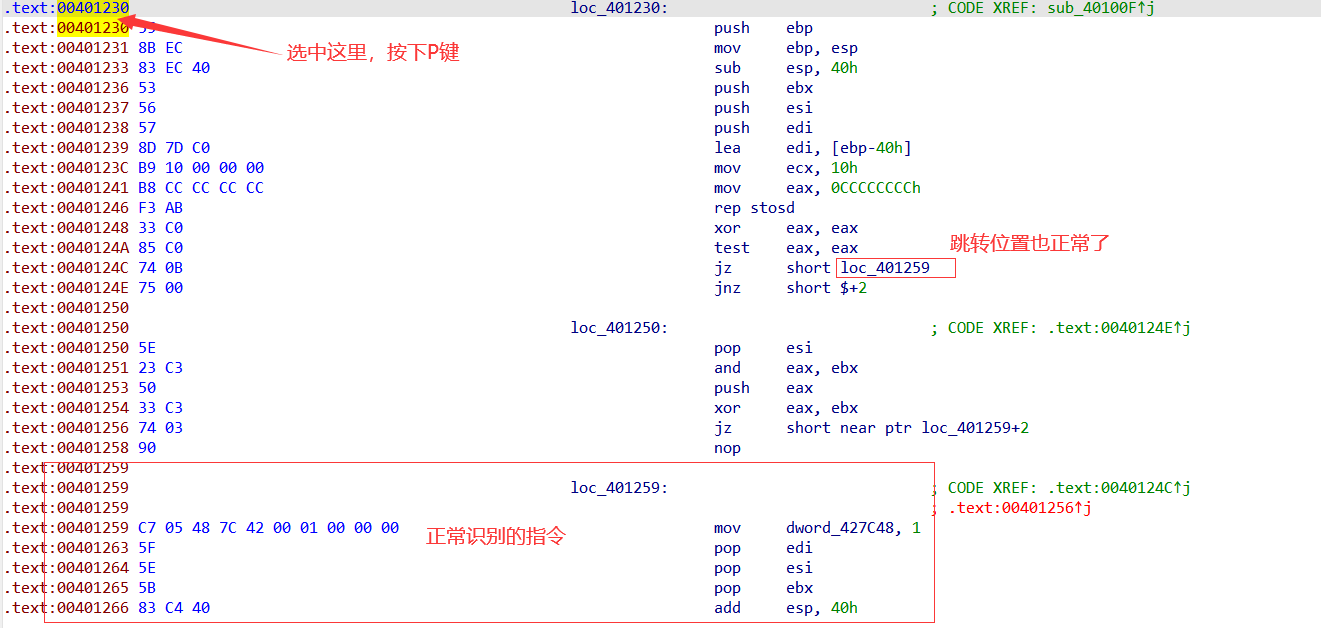 .text:00401230 loc_401230: ; CODE XREF: sub_40100F↑j
.text:00401230 55 push ebp
.text:00401231 8B EC mov ebp, esp
选中这里，按下P键
.text:00401233 83 EC 40 sub esp, 40h
.text:00401236 53 push ebx
.text:00401237 56 push esi
.text:00401238 57 push edi
.text:00401239 8D 7D C0 lea edi, [ebp-40h]
.text:0040123C B9 10 00 00 00 mov ecx, 10h
.text:00401241 B8 CC CC CC CC mov eax, 0CCCCCCCCh
.text:00401246 F3 AB rep stosd
.text:00401248 33 C0 xor eax, eax
跳转位置也正常了
.text:0040124A 85 C0 test eax, eax
.text:0040124C 74 0B jz short loc_401259
.text:0040124E 75 00 jnz short $+2
.text:00401250
.text:00401250 loc_401250: ; CODE XREF: .text:0040124E↑j
.text:00401250 5E pop esi
.text:00401251 23 C3 and eax, ebx
.text:00401253 50 push eax
.text:00401254 33 C3 xor eax, ebx
.text:00401256 74 03 jz short near ptr loc_401259+2
.text:00401258 90 nop
.text:00401259
.text:00401259 loc_401259: ; CODE XREF: .text:0040124C↑j
.text:00401259 ; .text:00401256↑j
.text:00401259 C7 05 48 7C 42 00 01 00 00 00 mov dword_427C48, 1
正常识别的指令
.text:00401263 5F pop edi
.text:00401264 5E pop esi
.text:00401265 5B pop ebx
.text:00401266 83 C4 40 add esp, 40h